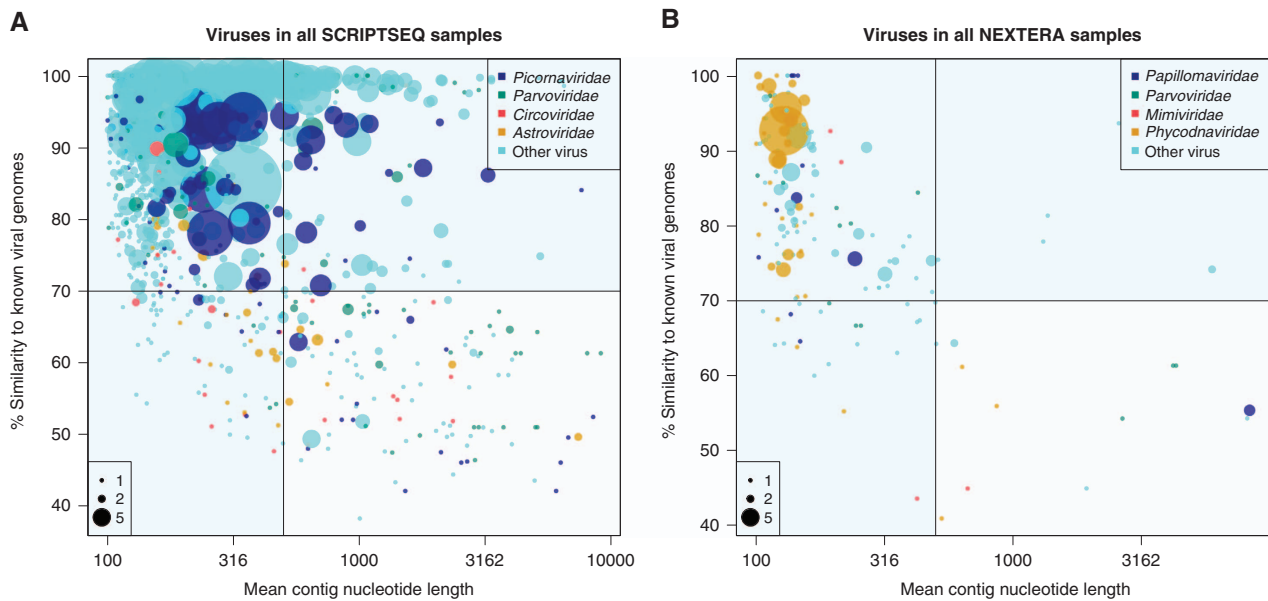 A
Viruses in all SCRIPTSEQ samples
% Similarity to known viral genomes
100
90
80
70
60
50
40
Picornaviridae
Parvoviridae
Circoviridae
Astroviridae
Other virus
1
2
5
100
316
1000
3162
10000
Mean contig nucleotide length
B
Viruses in all NEXTERA samples
% Similarity to known viral genomes
100
90
80
70
60
50
40
Papillomaviridae
Parvoviridae
Mimiviridae
Phycodnaviridae
Other virus
1
2
5
100
316
1000
3162
Mean contig nucleotide length